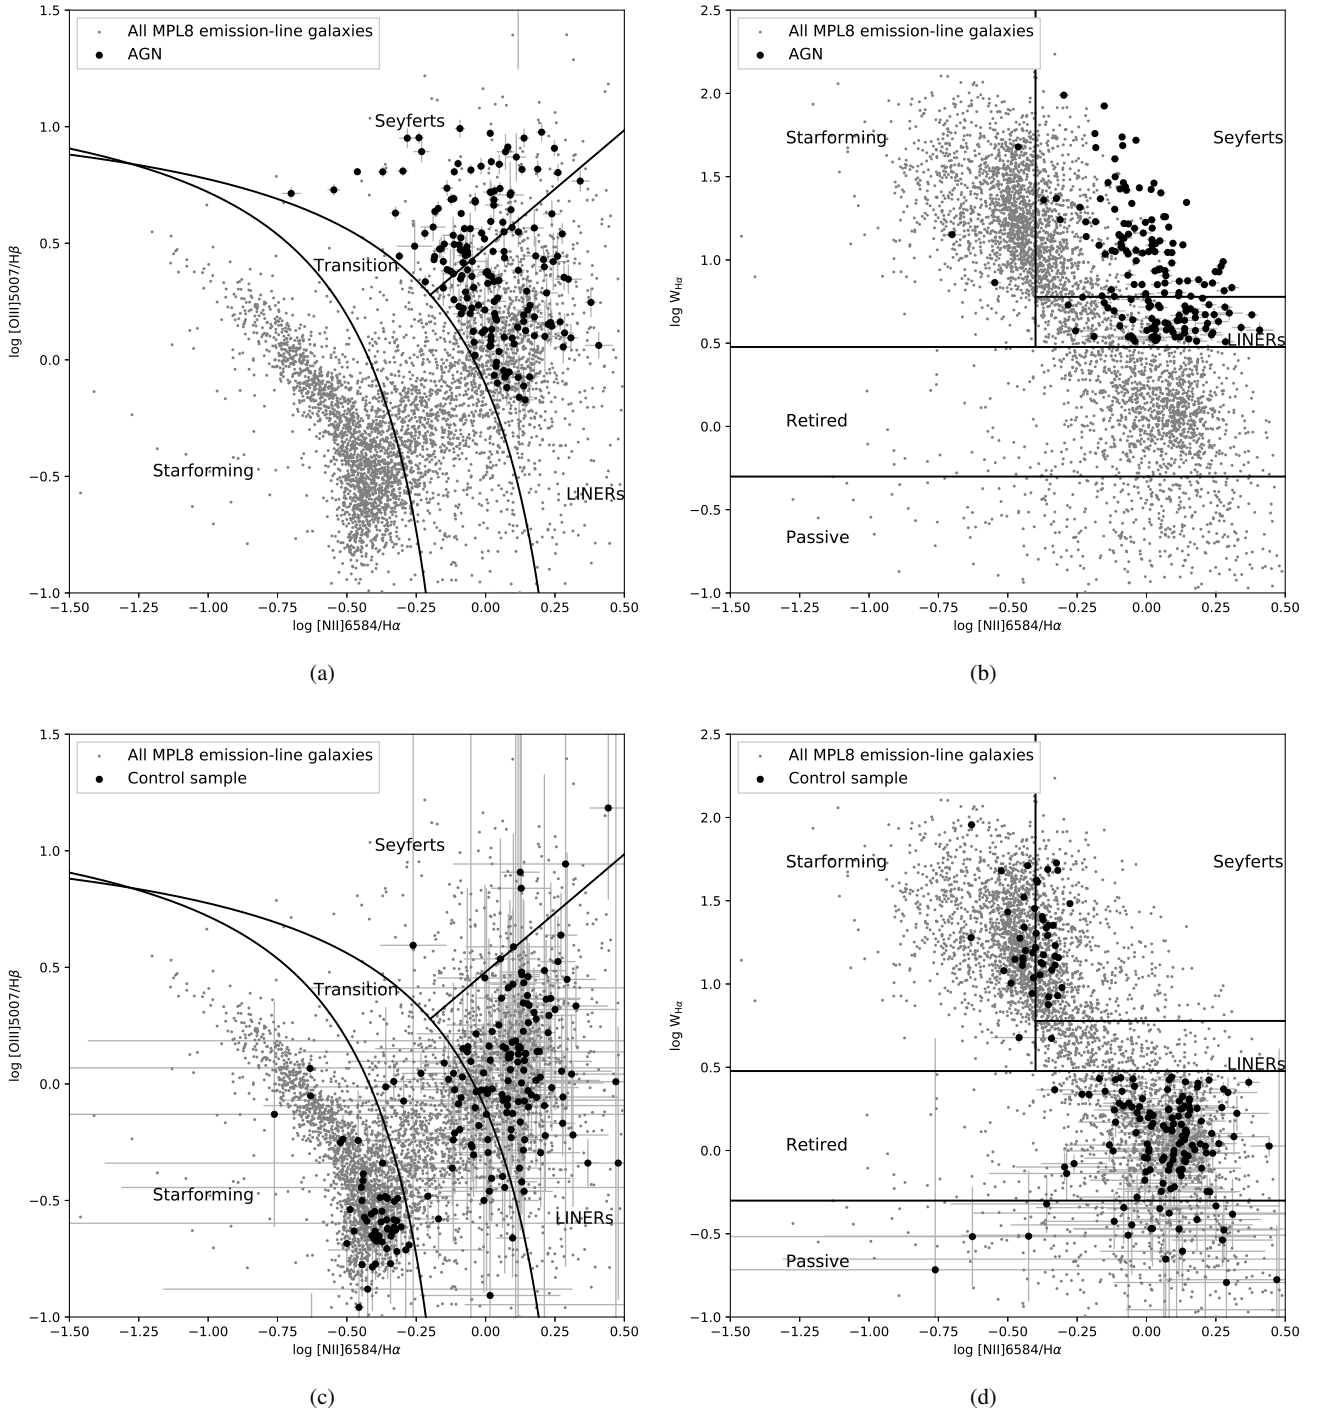 All MPL8 emission-line galaxies
AGN
Seyferts
Transition
Starforming
LINERs
1.5
1.0
0.5
0.0
−0.5
−1.0
−1.50 −1.25 −1.00 −0.75 −0.50 −0.25 0.00 0.25 0.50
log [NII]6584/Hα
log [OIII]5007/Hβ
(a)
All MPL8 emission-line galaxies
AGN
Starforming
Seyferts
LINERs
Retired
Passive
2.5
2.0
1.5
1.0
0.5
0.0
−0.5
−1.0
−1.50 −1.25 −1.00 −0.75 −0.50 −0.25 0.00 0.25 0.50
log [NII]6584/Hα
log WHα
(b)
All MPL8 emission-line galaxies
Control sample
Seyferts
Transition
Starforming
LINERs
1.5
1.0
0.5
0.0
−0.5
−1.0
−1.50 −1.25 −1.00 −0.75 −0.50 −0.25 0.00 0.25 0.50
log [NII]6584/Hα
log [OIII]5007/Hβ
(c)
All MPL8 emission-line galaxies
Control sample
Starforming
Seyferts
LINERs
Retired
Passive
2.5
2.0
1.5
1.0
0.5
0.0
−0.5
−1.0
−1.50 −1.25 −1.00 −0.75 −0.50 −0.25 0.00 0.25 0.50
log [NII]6584/Hα
log WHα
(d)